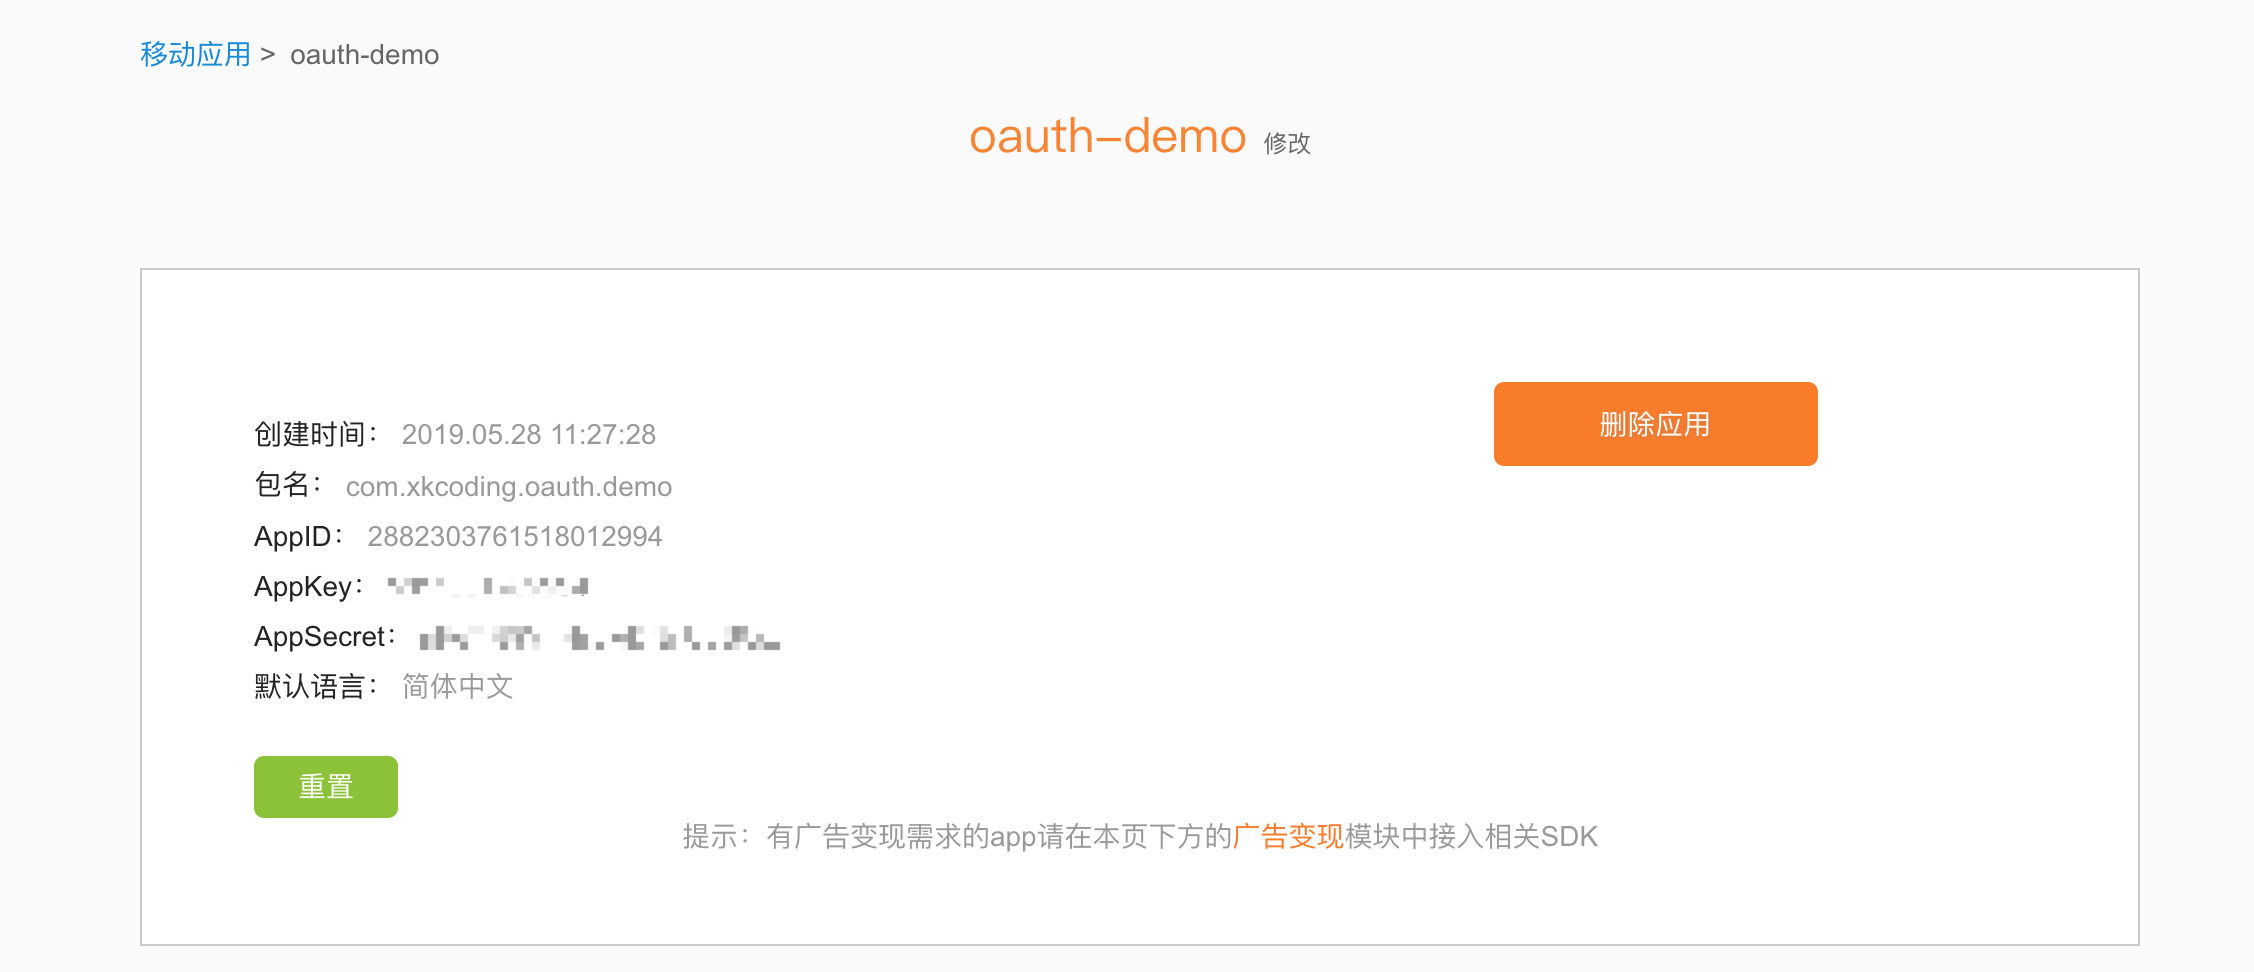 移动应用 > oauth-demo
oauth-demo 修改
创建时间： 2019.05.28 11:27:28
删除应用
包名： com.xkcoding.oauth.demo
AppID： 2882303761518012994
AppKey：
AppSecret：
默认语言： 简体中文
重置
提示：有广告变现需求的app请在本页下方的广告变现模块中接入相关SDK